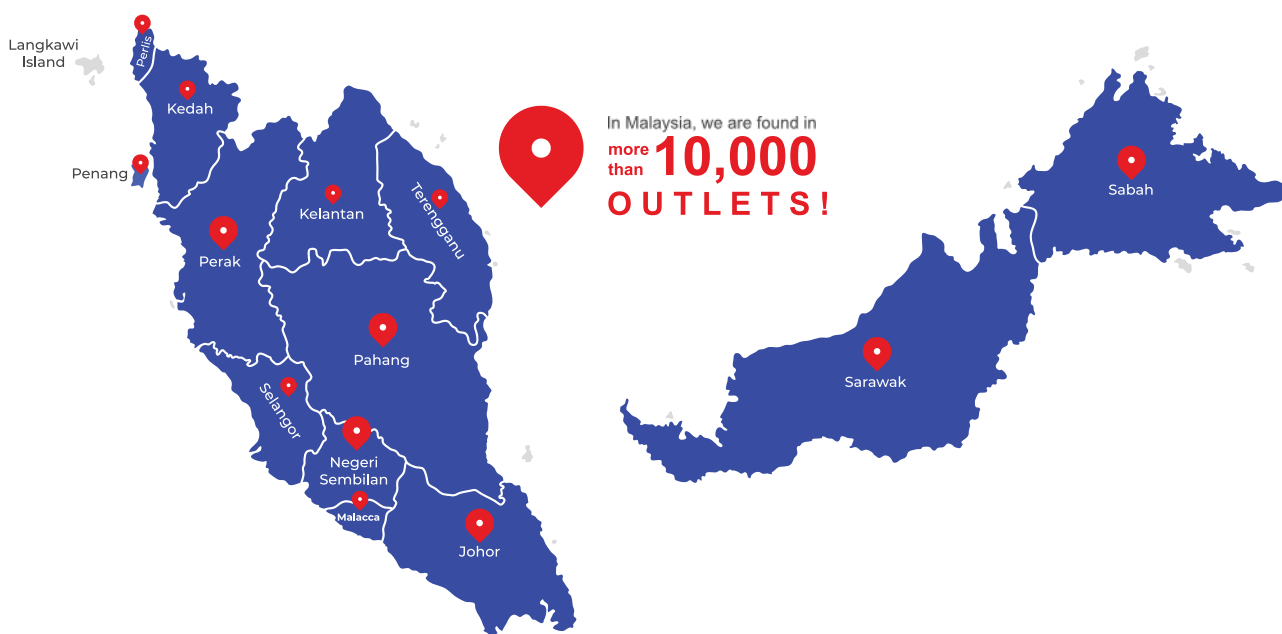 Langkawi
Island
Perlis
Kedah
Penang
Perak
Kelantan
Terengganu
Pahang
Selangor
Negeri
Sembilan
Malacca
Johor
In Malaysia, we are found in
more
than 10,000
OUTLETS!
Sabah
Sarawak